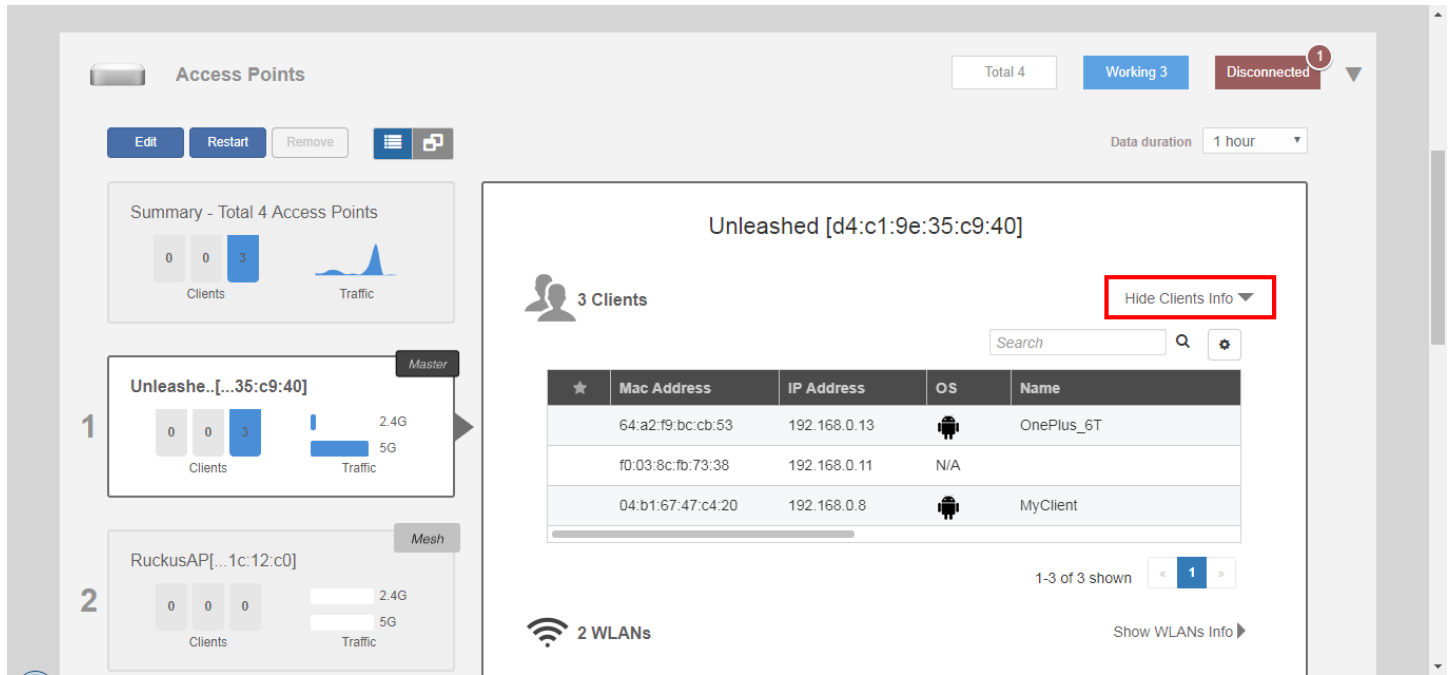 Access Points
Total 4
Working 3
Disconnected
1
Edit
Restart
Remove
Data duration
1 hour
Summary - Total 4 Access Points
0 0 3
Clients
Traffic
1
Master
Unleashe..[...35:c9:40]
0 0 3
2.4G
5G
Clients
Traffic
2
Mesh
RuckusAP[...1c:12:c0]
0 0 0
2.4G
5G
Clients
Traffic
Unleashed [d4:c1:9e:35:c9:40]
3 Clients
Hide Clients Info
Search
Mac Address IP Address OS Name
64:a2:f9:bc:cb:53 192.168.0.13 OnePlus_6T
f0:03:8c:fb:73:38 192.168.0.11 N/A
04:b1:67:47:c4:20 192.168.0.8 MyClient
1-3 of 3 shown « 1 »
2 WLANs
Show WLANs Info